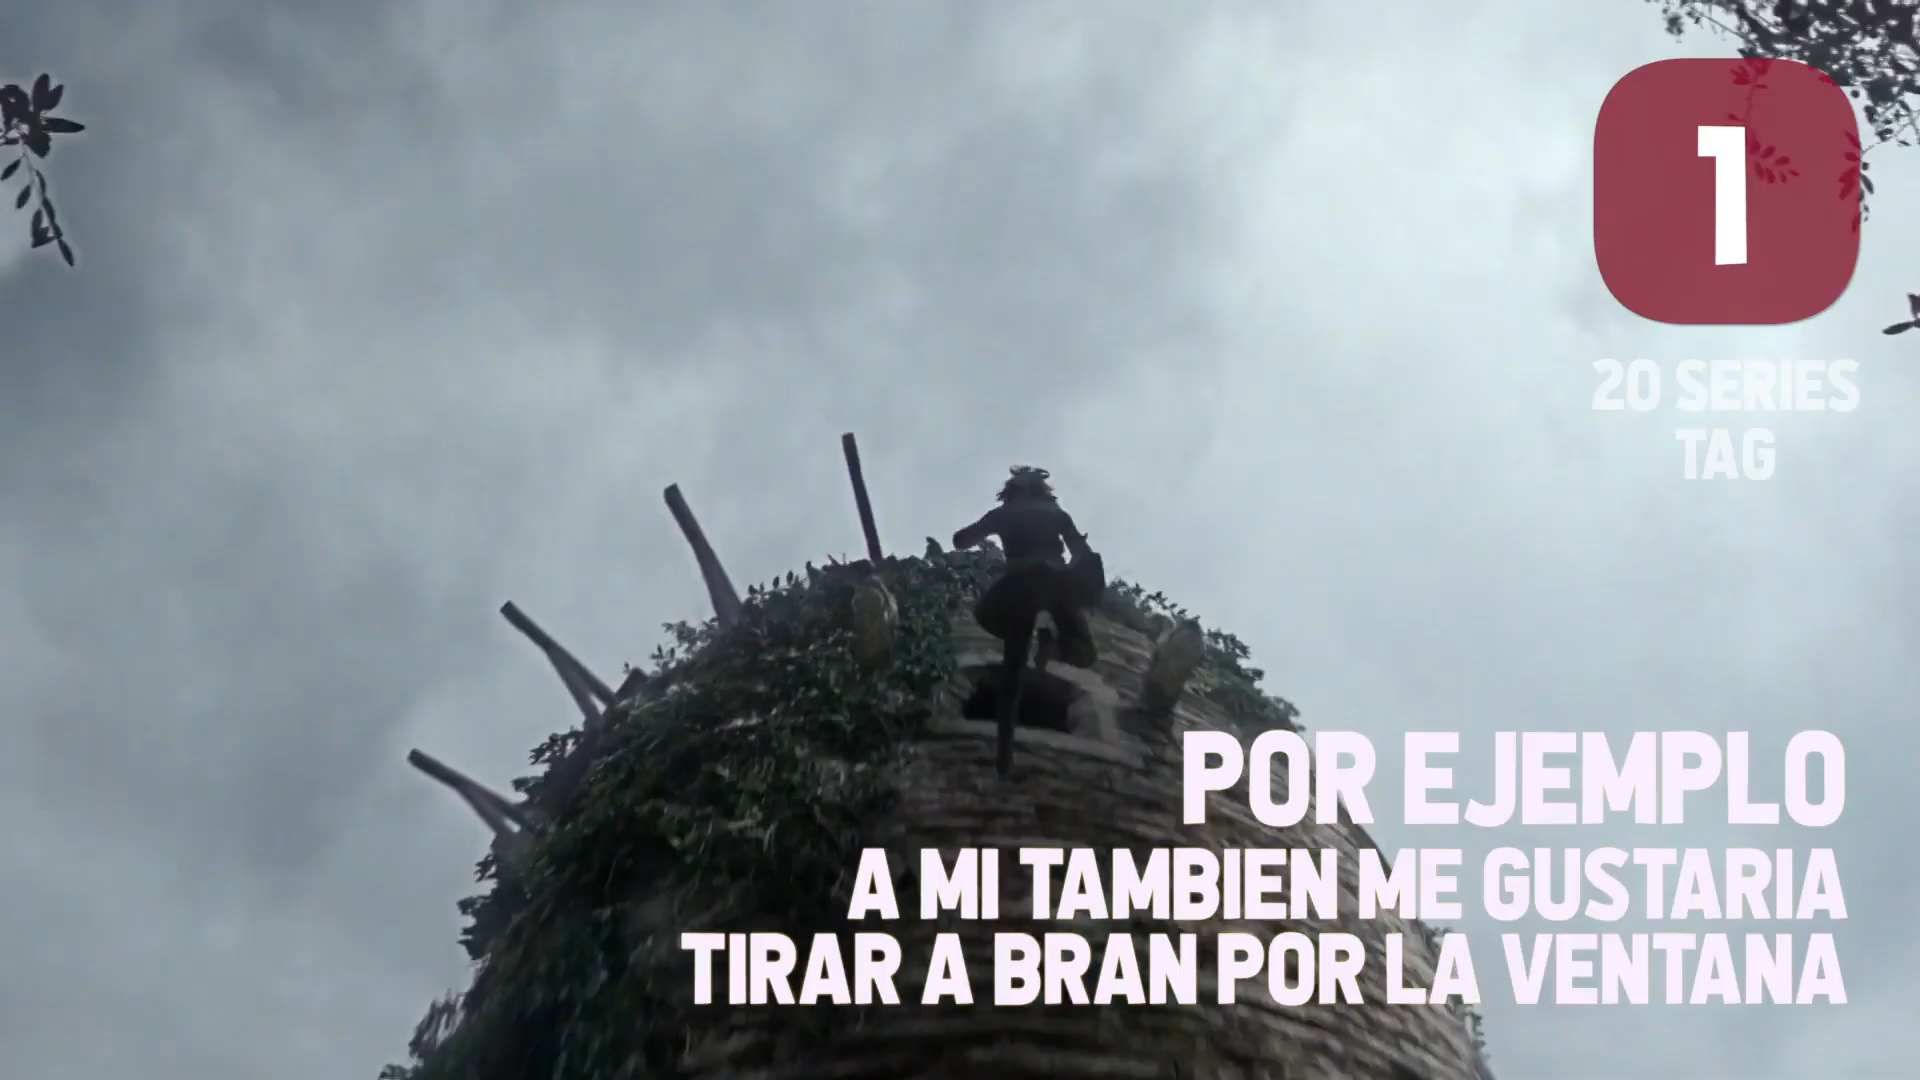 1
20 SERIES
TAG
POR EJEMPLO
A MI TAMBIEN ME GUSTARIA
TIRAR A BRAN POR LA VENTANA